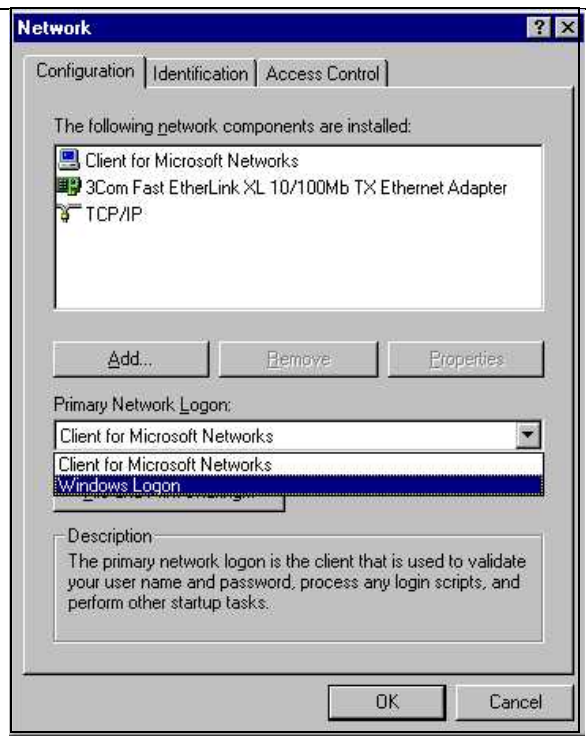 Network
Configuration Identification Access Control
The following network components are installed:
Client for Microsoft Networks
3Com Fast EtherLink XL 10/100Mb TX Ethernet Adapter
TCP/IP
Add... Remove Properties
Primary Network Logon:
Client for Microsoft Networks
Client for Microsoft Networks
Windows Logon
Description
The primary network logon is the client that is used to validate
your user name and password, process any login scripts, and
perform other startup tasks.
OK Cancel